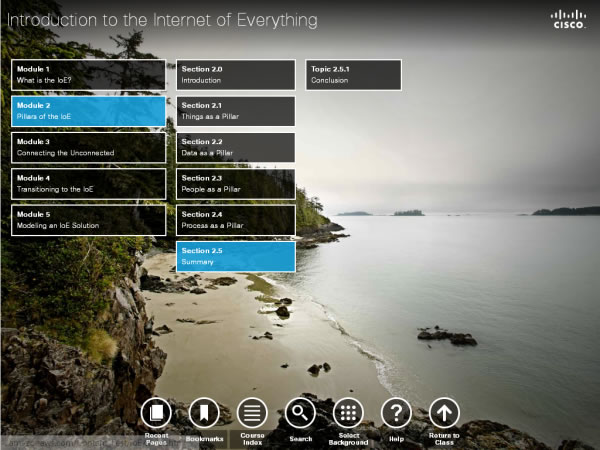 Introduction to the Internet of Everything
CISCO
Module 1
What is the IoE?
Module 2
Pillars of the IoE
Module 3
Connecting the Unconnected
Module 4
Transitioning to the IoE
Module 5
Modeling an IoE Solution
Section 2.0
Introduction
Section 2.1
Things as a Pillar
Section 2.2
Data as a Pillar
Section 2.3
People as a Pillar
Section 2.4
Process as a Pillar
Section 2.5
Summary
Topic 2.5.1
Conclusion
Recent
Pages
Bookmarks
Course
Index
Search
Select
Background
?
Help
Return to
Class